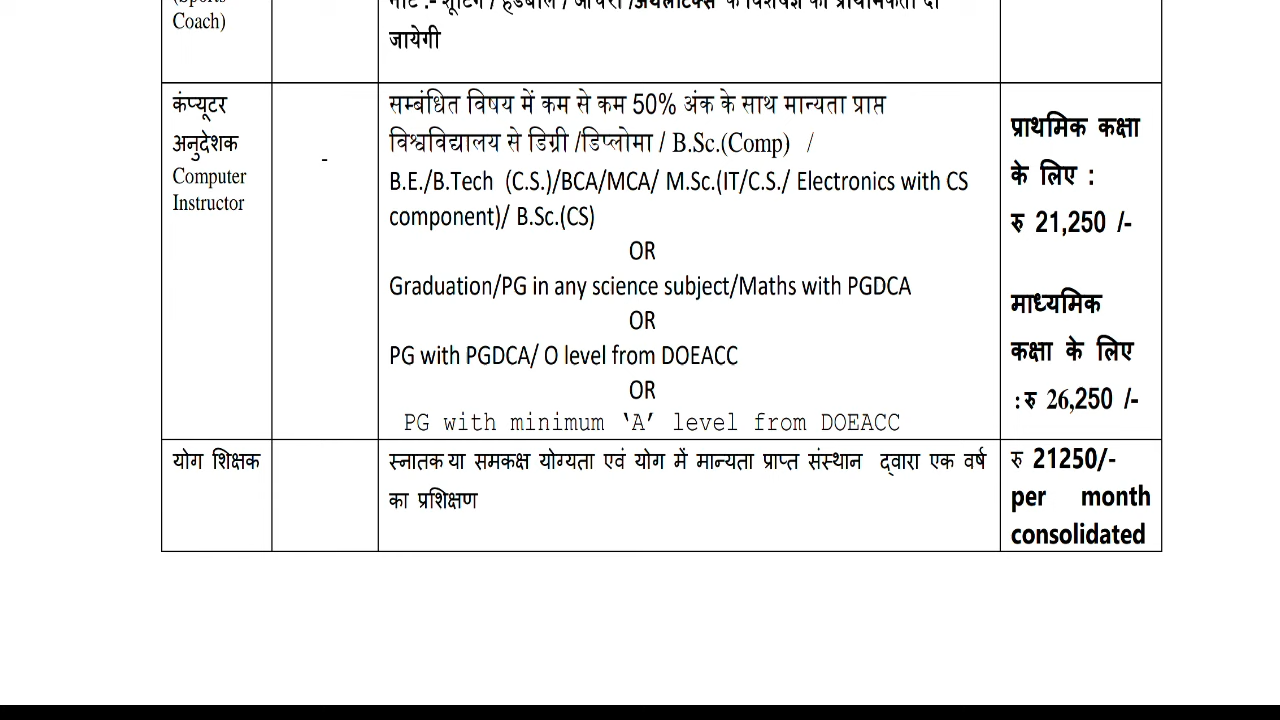 Coach)
जायेगी
कंप्यूटर
अनुदेशक
Computer
Instructor
-
सम्बंधित विषय में कम से कम 50% अंक के साथ मान्यता प्राप्त
विश्वविद्यालय से डिग्री /डिप्लोमा / B.Sc.(Comp) /
B.E./B.Tech (C.S.)/BCA/MCA/ M.Sc.(IT/C.S./ Electronics with CS
component)/ B.Sc.(CS)
OR
Graduation/PG in any science subject/Maths with PGDCA
OR
PG with PGDCA/ O level from DOEACC
OR
PG with minimum ‘A’ level from DOEACC
प्राथमिक कक्षा
के लिए :
रु 21,250 /-
माध्यमिक
कक्षा के लिए
:रु 26,250 /-
योग शिक्षक
स्नातक या समकक्ष योग्यता एवं योग में मान्यता प्राप्त संस्थान द्वारा एक वर्ष
का प्रशिक्षण
रु 21250/-
per month
consolidated